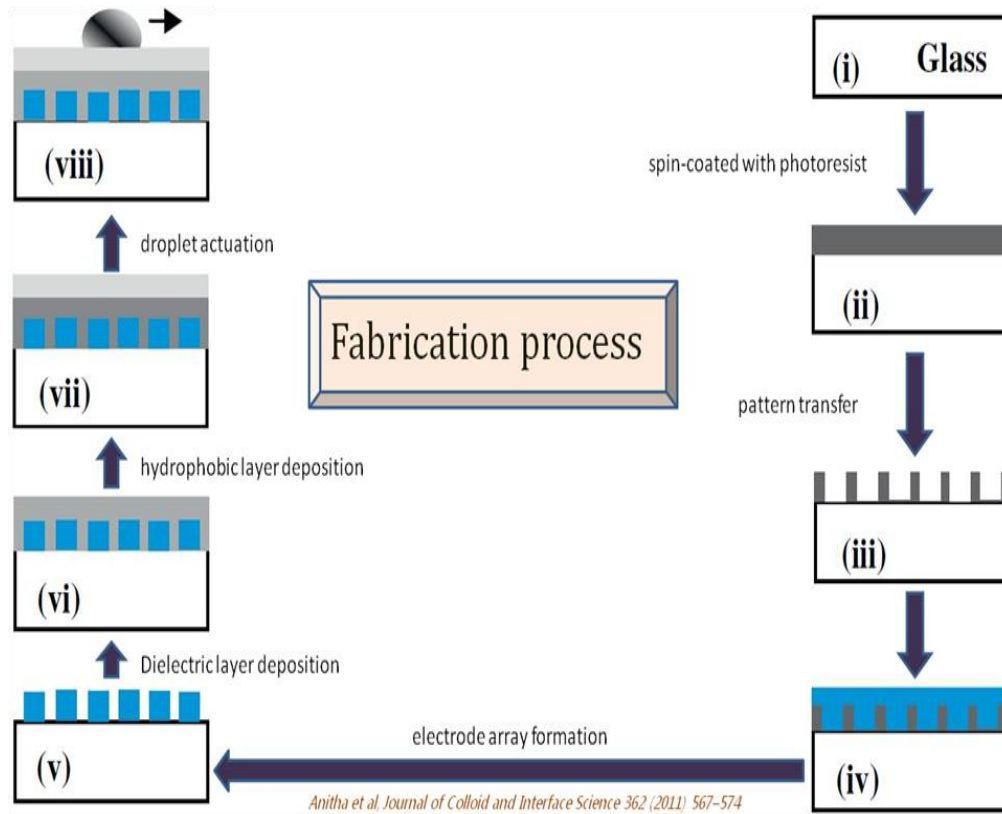 (i) Glass
spin-coated with photoresist
(ii)
pattern transfer
(iii)
(iv)
electrode array formation
(v)
Dielectric layer deposition
(vi)
hydrophobic layer deposition
(vii)
droplet actuation
(viii)
Fabrication process
Anitha et al, Journal of Colloid and Interface Science 362 (2011) 567–574